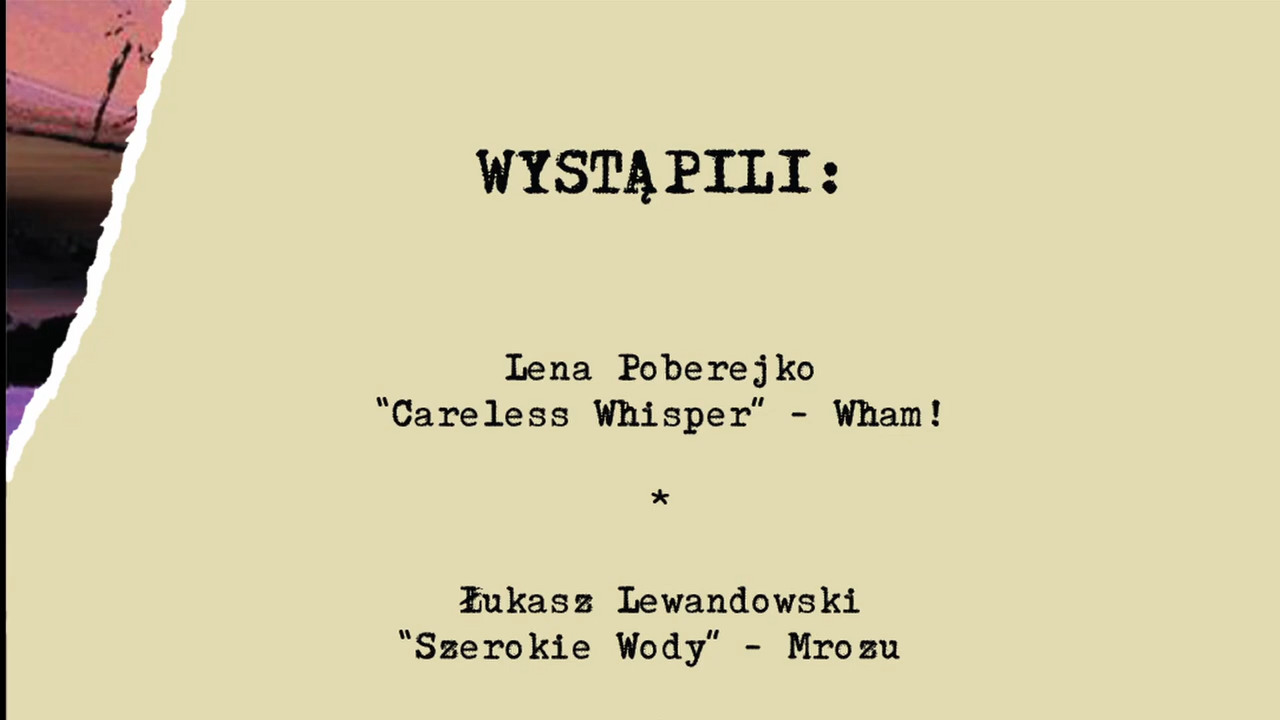 WYSTĄPILI:
Lena Poberejko
"Careless Whisper" - Wham!
*
Łukasz Lewandowski
"Szerokie Wody" - Mrozu